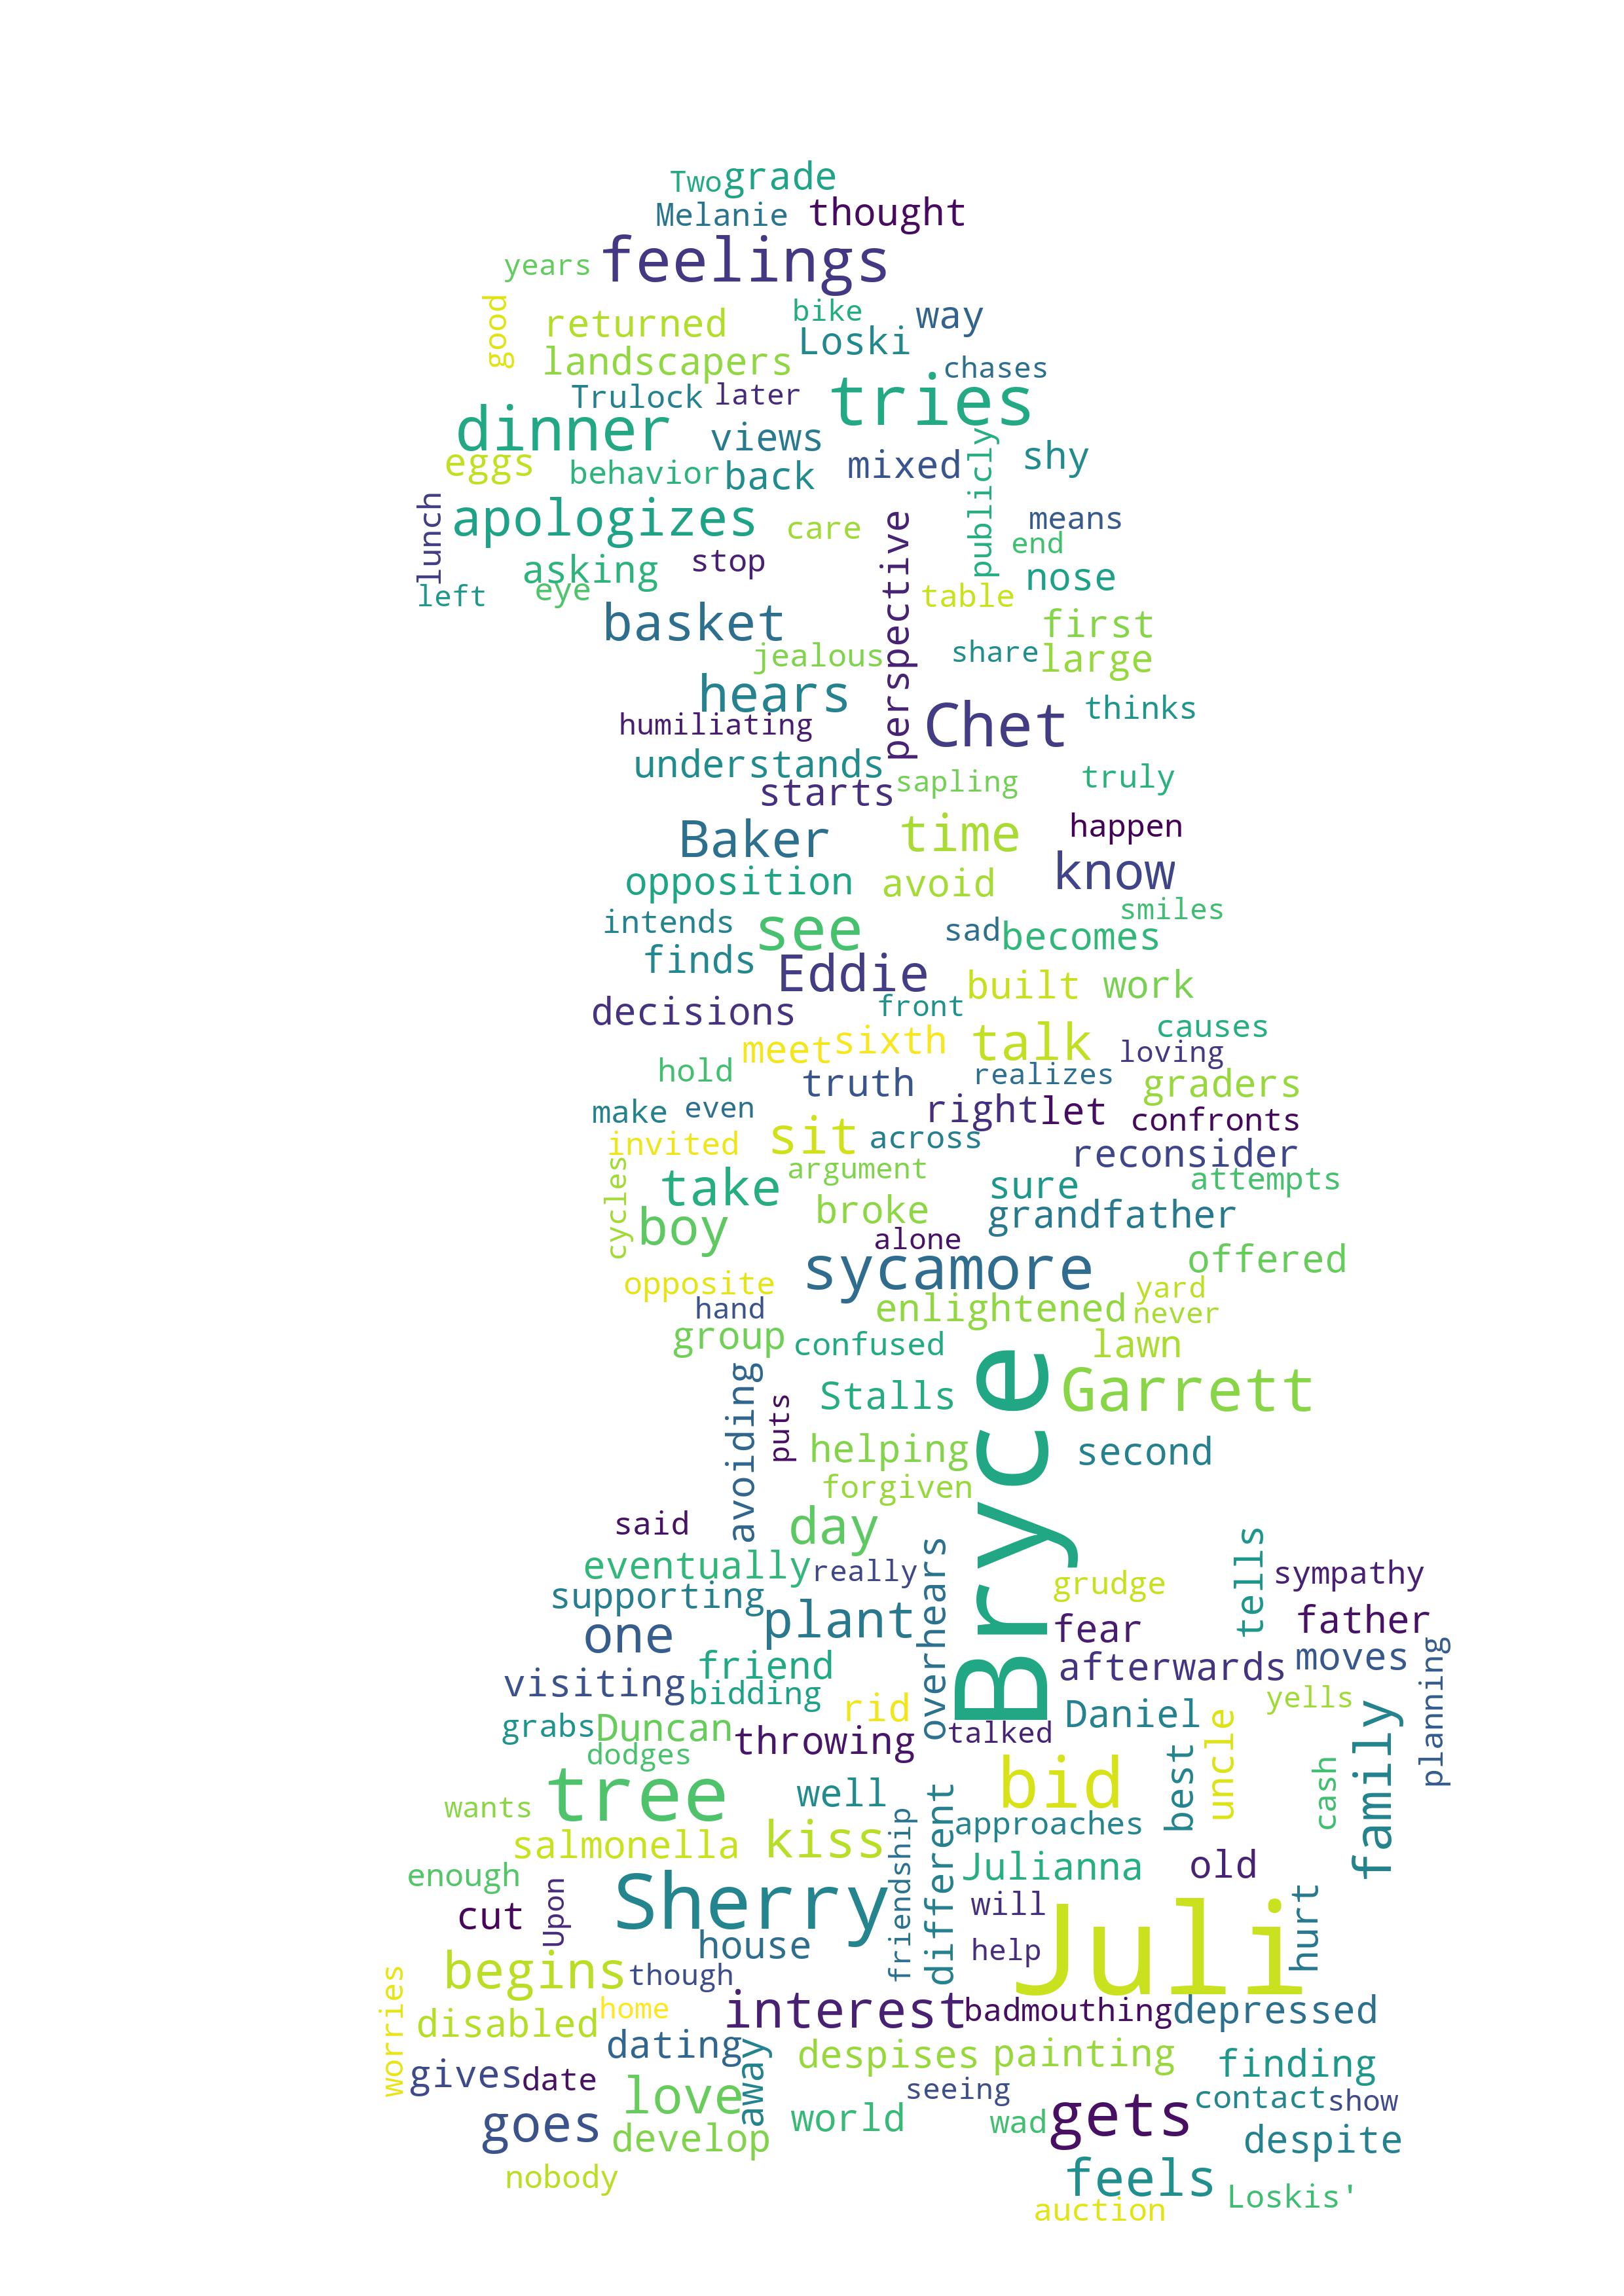 Two grade
Melanie thought
years feelings
good returned bike way
landscapers Loski
chases
Trulock later tries
dinner views publicly shy
eggs behavior back mixed
lunch apologizes care perspective means
asking stop end
left eye nose
basket table
first
jealous share large
hears
humiliating Chet thinks
understands
starts sapling truly
Baker time happen
opposition avoid know
intends see smiles
sad becomes
finds Eddie built work
decisions front
meet sixth talk causes
loving
hold truth realizes graders
make even right let confronts
invited sit across reconsider
cycles take argument sure attempts
boy broke grandfather
alone
sycamore offered
opposite yard
hand enlightened never
group confused lawn
avoiding puts Stalls Bryce Garrett
helping second
forgiven
said day
eventually really overhears grudge tells sympathy
supporting
one plant fear father
friend afterwards moves planning
visiting bidding rid yells
grabs Duncan throwing talked Daniel uncle family
dodges
tree well bid best cash
wants approaches
salmonella kiss friendship different
enough Julianna old
cut Upon Sherry will Juli hurt
house help
begins though
worries disabled home interest badmouthing depressed
dating away despises painting finding
gives date seeing contact show
love world wad gets
goes develop despite
nobody feels
auction Loskis'